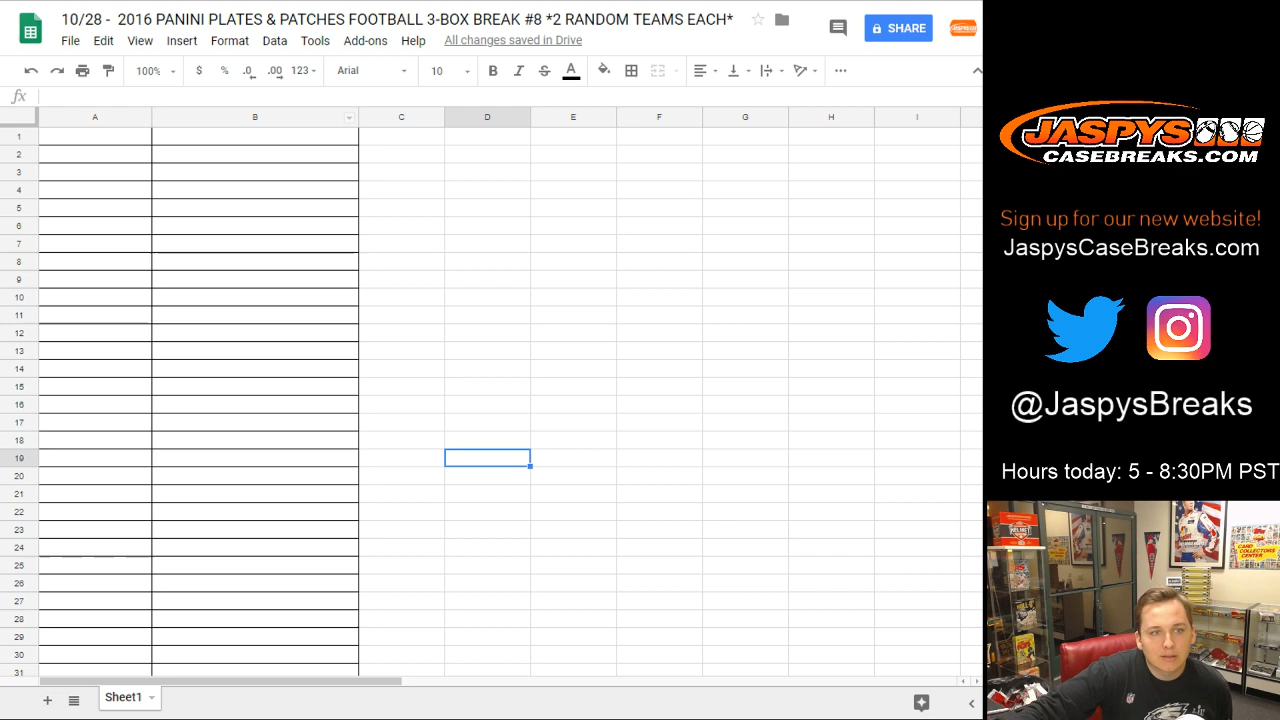 10/28 -  2016 PANINI PLATES & PATCHES FOOTBALL 3-BOX BREAK #8 *2 RANDOM TEAMS EACH*
SHARE
File Edit View Insert Format Data Tools Add-ons Help All changes saved in Drive
100% $ % .0 .00 123 Arial 10 B I S A
fx
A B C D E F G H I
1
2
3
4
5
6
7
8
9
10
11
12
13
14
15
16
17
18
19
20
21
22
23
24
25
26
27
28
29
30
31
Sheet1
JASPYS
CASEBREAKS.COM
Sign up for our new website!
JaspysCaseBreaks.com
@JaspysBreaks
Hours today: 5 - 8:30PM PST